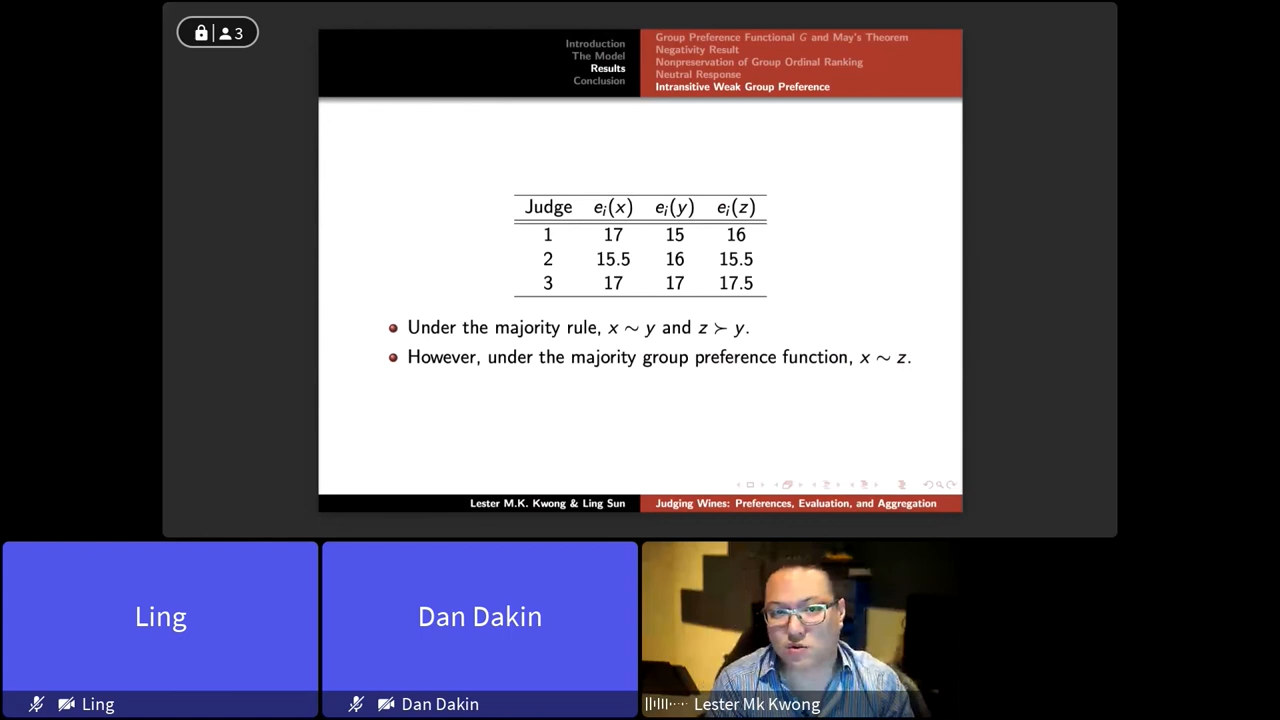 3
Introduction
The Model
Results
Conclusion
Group Preference Functional G and May's Theorem
Negativity Result
Nonpreservation of Group Ordinal Ranking
Neutral Response
Intransitive Weak Group Preference
Judge eᵢ(x) eᵢ(y) eᵢ(z)
1 17 15 16
2 15.5 16 15.5
3 17 17 17.5
Under the majority rule, x ∼ y and z ≻ y.
However, under the majority group preference function, x ∼ z.
Lester M.K. Kwong & Ling Sun
Judging Wines: Preferences, Evaluation, and Aggregation
Ling
Dan Dakin
Ling
Dan Dakin
Lester Mk Kwong